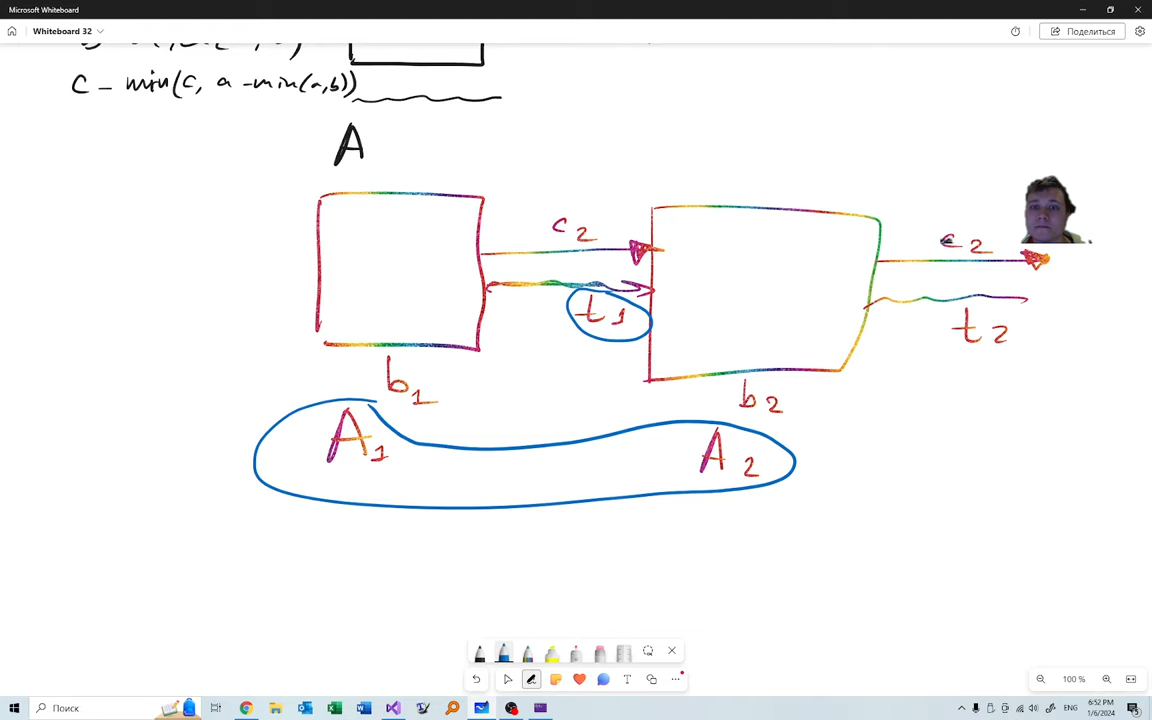 Microsoft Whiteboard
Whiteboard 32
Поделиться
c - min(c, a - min(a,b))
A
c 2
c 2
t 1
t 2
b 1
b 2
A 1
A 2
100 %
Поиск
ENG
6:52 PM
1/6/2024
5